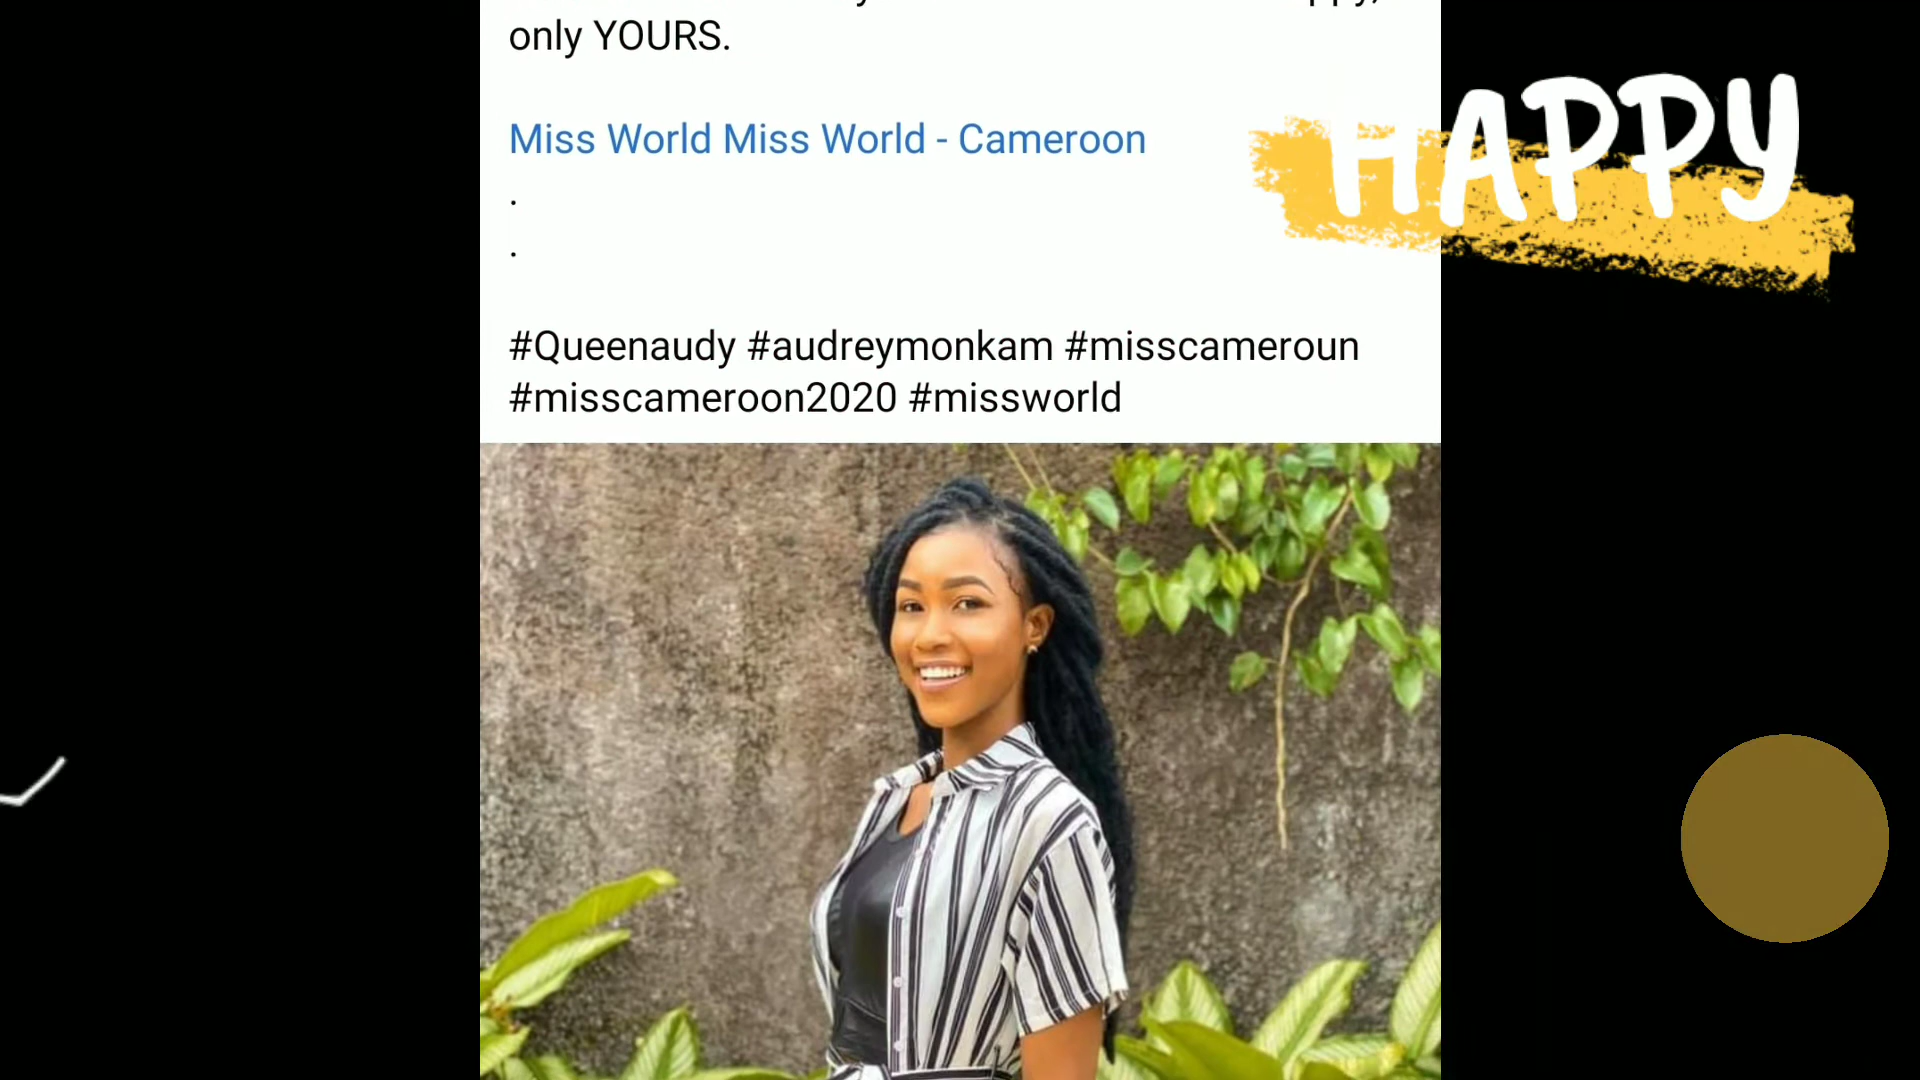 only YOURS.
HAPPY
Miss World Miss World - Cameroon
.
.
#Queenaudy #audreymonkam #misscameroun
#misscameroon2020 #missworld